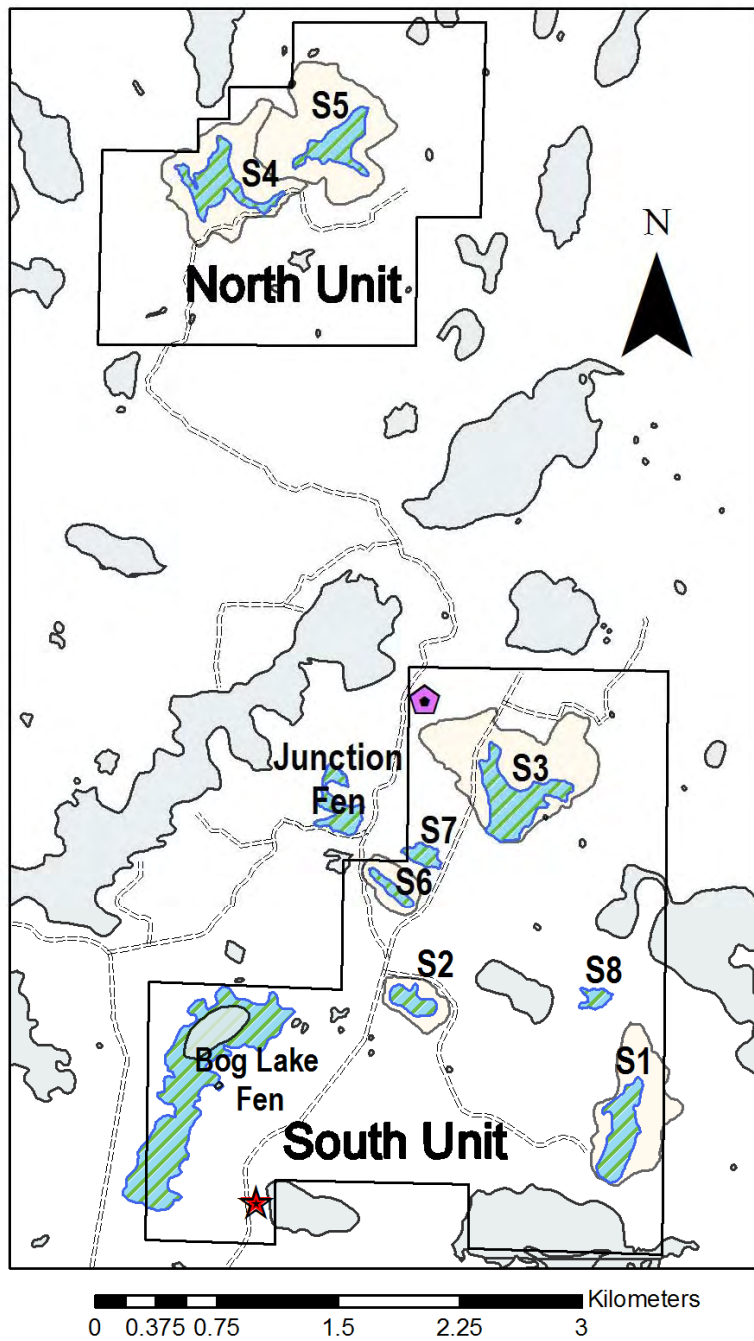 S5
S4
N
North Unit
Junction
Fen
S3
S7
S6
S2
S8
Bog Lake
Fen
S1
South Unit
Kilometers
0 0.375 0.75 1.5 2.25 3